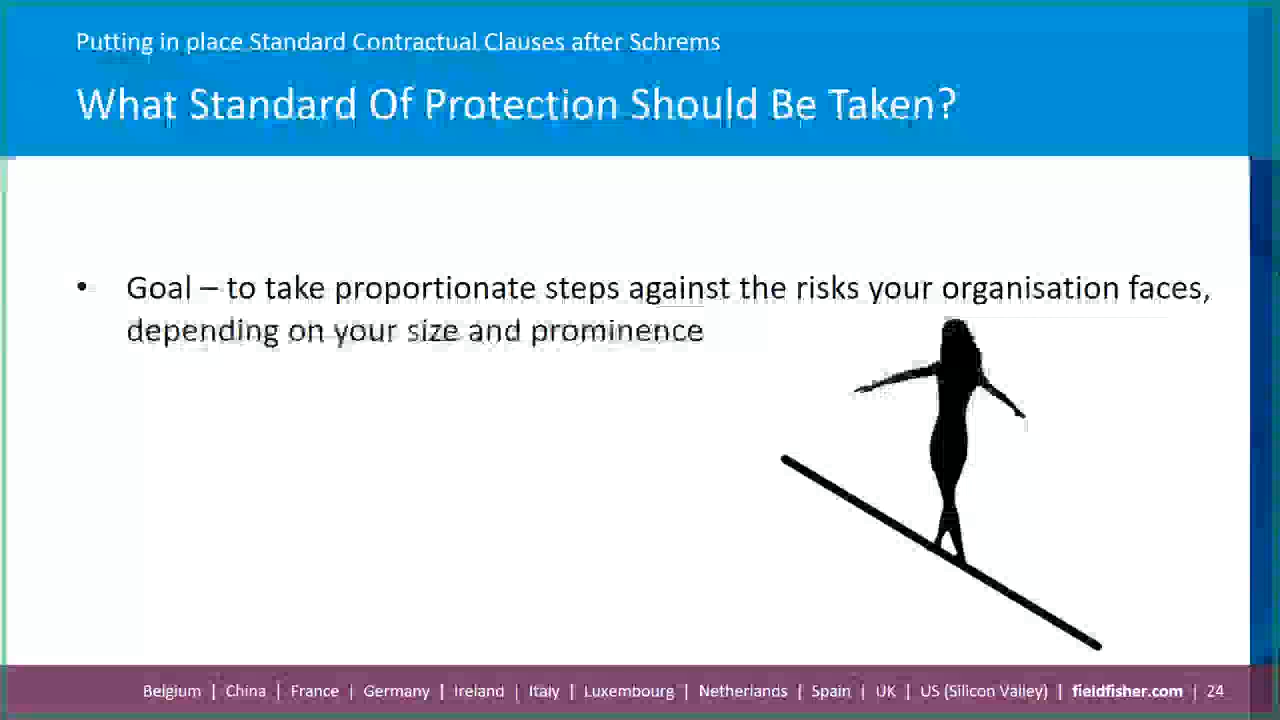 Putting in place Standard Contractual Clauses after Schrems
What Standard Of Protection Should Be Taken?
• Goal – to take proportionate steps against the risks your organisation faces,
depending on your size and prominence
Belgium | China | France | Germany | Ireland | Italy | Luxembourg | Netherlands | Spain | UK | US (Silicon Valley) | fieldfisher.com | 24